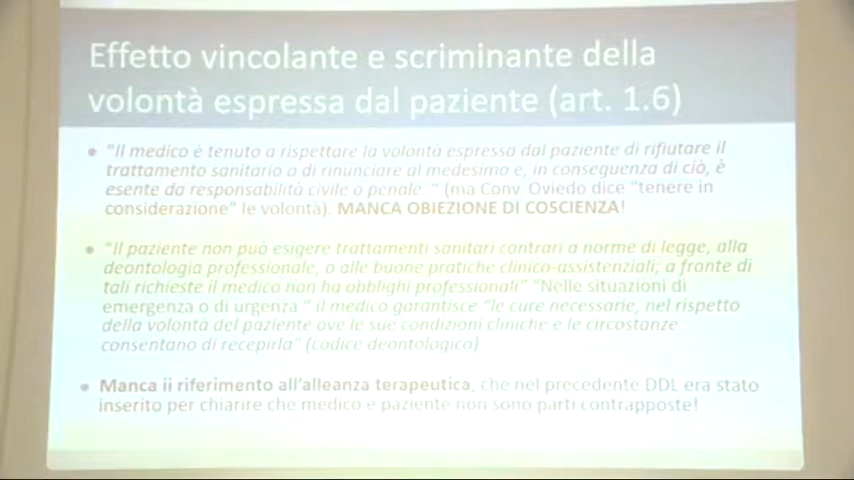 Effetto vincolante e scriminante della
volontà espressa dal paziente (art. 1.6)
• "Il medico è tenuto a rispettare la volontà espressa dal paziente di rifiutare il
trattamento sanitario o di rinunciare al medesimo e, in conseguenza di ciò, è
esente da responsabilità civile o penale. " (ma Conv. Oviedo dice "tenere in
considerazione" le volontà). MANCA OBIEZIONE DI COSCIENZA!
• "Il paziente non può esigere trattamenti sanitari contrari a norme di legge, alla
deontologia professionale, o alle buone pratiche clinico-assistenziali; a fronte di
tali richieste il medico non ha obblighi professionali" "Nelle situazioni di
emergenza o di urgenza " il medico garantisce "le cure necessarie, nel rispetto
della volontà del paziente ove le sue condizioni cliniche e le circostanze
consentano di recepirla" (codice deontologico)
• Manca ii riferimento all'alleanza terapeutica, che nel precedente DDL era stato
inserito per chiarire che medico e paziente non sono parti contrapposte!